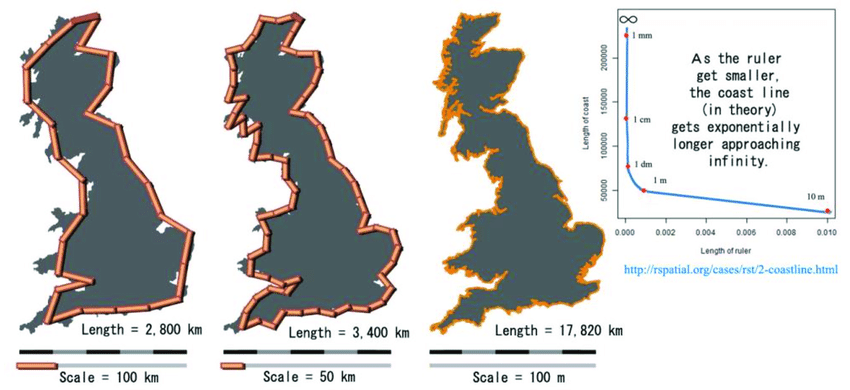 Length = 2,800 km
Scale = 100 km
Length = 3,400 km
Scale = 50 km
Length = 17,820 km
Scale = 100 m
∞
1 mm
1 cm
1 dm
1 m
10 m
As the ruler
get smaller,
the coast line
(in theory)
gets exponentially
longer approaching
infinity.
Length of coast
200000
150000
100000
50000
0.000
0.002
0.004
0.006
0.008
0.010
Length of ruler
http://rspatial.org/cases/rst/2-coastline.html